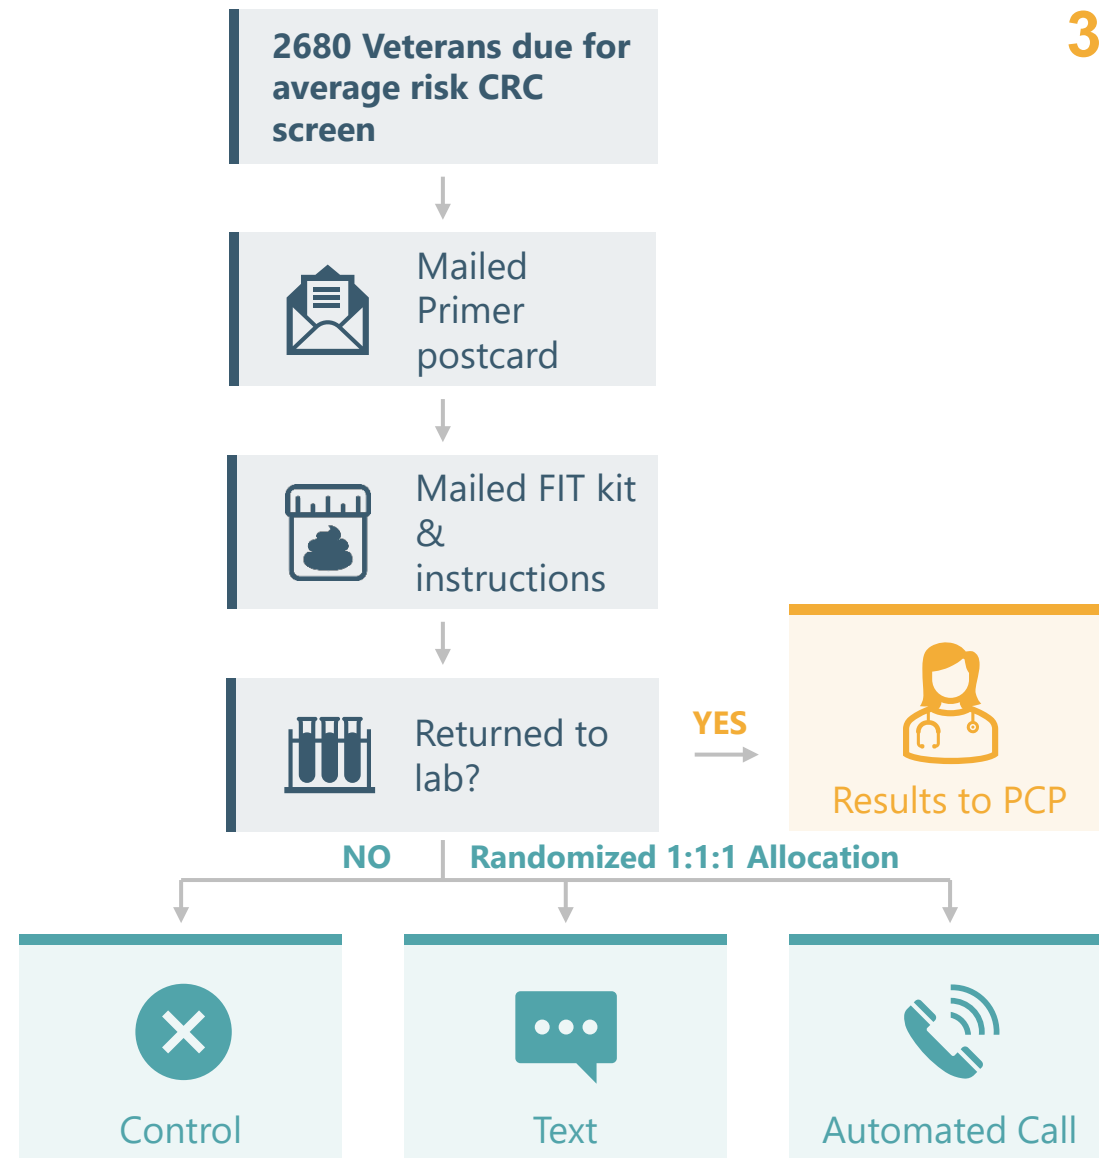 3
2680 Veterans due for
average risk CRC
screen
Mailed
Primer
postcard
Mailed FIT kit
&
instructions
Returned to
lab?
YES
Results to PCP
NO
Randomized 1:1:1 Allocation
Control
Text
Automated Call